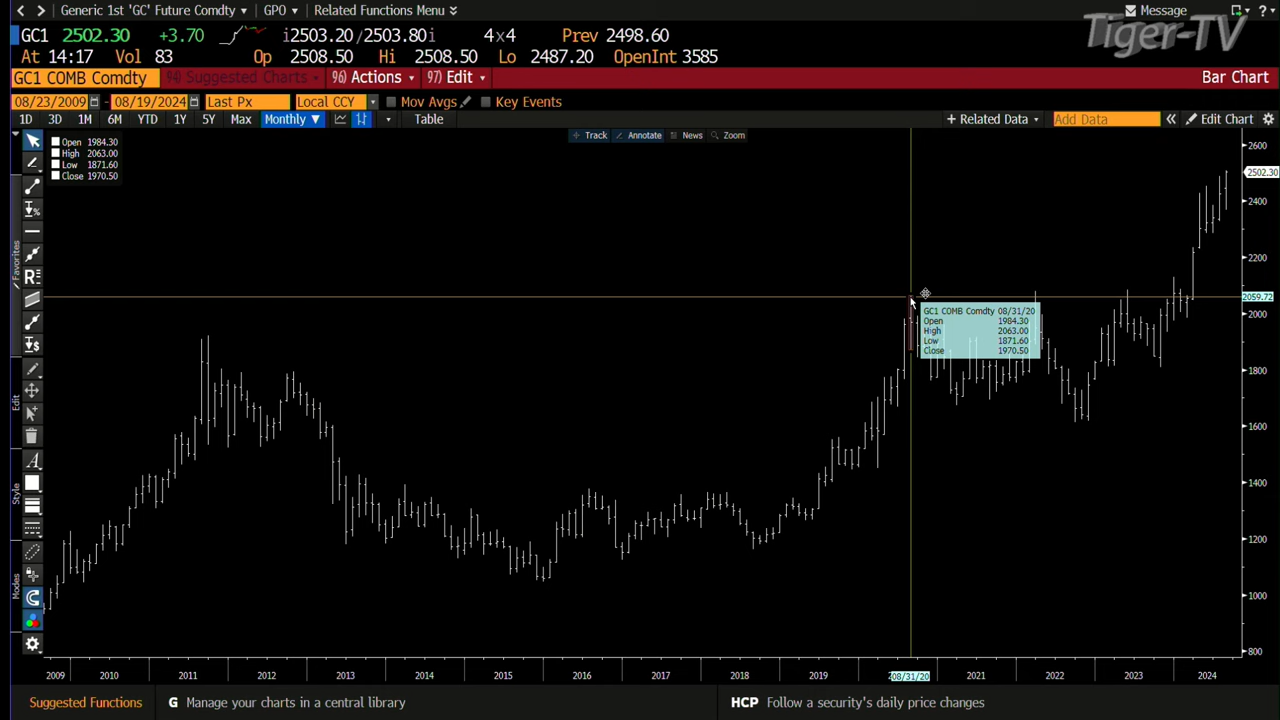 Generic 1st 'GC' Future Comdty GPO Related Functions Menu Message
Tiger-TV
GC1 2502.30 +3.70 i2503.20/2503.80i 4x4 Prev 2498.60
At 14:17 Vol 83 Op 2508.50 Hi 2508.50 Lo 2487.20 OpenInt 3585
GC1 COMB Comdty 94) Suggested Charts 96) Actions 97) Edit Bar Chart
08/23/2009 - 08/19/2024 Last Px Local CCY Mov Avgs Key Events
1D 3D 1M 6M YTD 1Y 5Y Max Monthly ▼ Table + Related Data Add Data « Edit Chart
Track Annotate News Zoom
Open 1984.30
High 2063.00
Low 1871.60
Close 1970.50
2600
2502.30
2400
2200
2059.72
2000
1800
1600
1400
1200
1000
800
GC1 COMB Comdty 08/31/20
Open 1984.30
High 2063.00
Low 1871.60
Close 1970.50
Favorites
Edit
Style
Modes
2009 2010 2011 2012 2013 2014 2015 2016 2017 2018 2019 08/31/20 2021 2022 2023 2024
Suggested Functions G Manage your charts in a central library HCP Follow a security's daily price changes